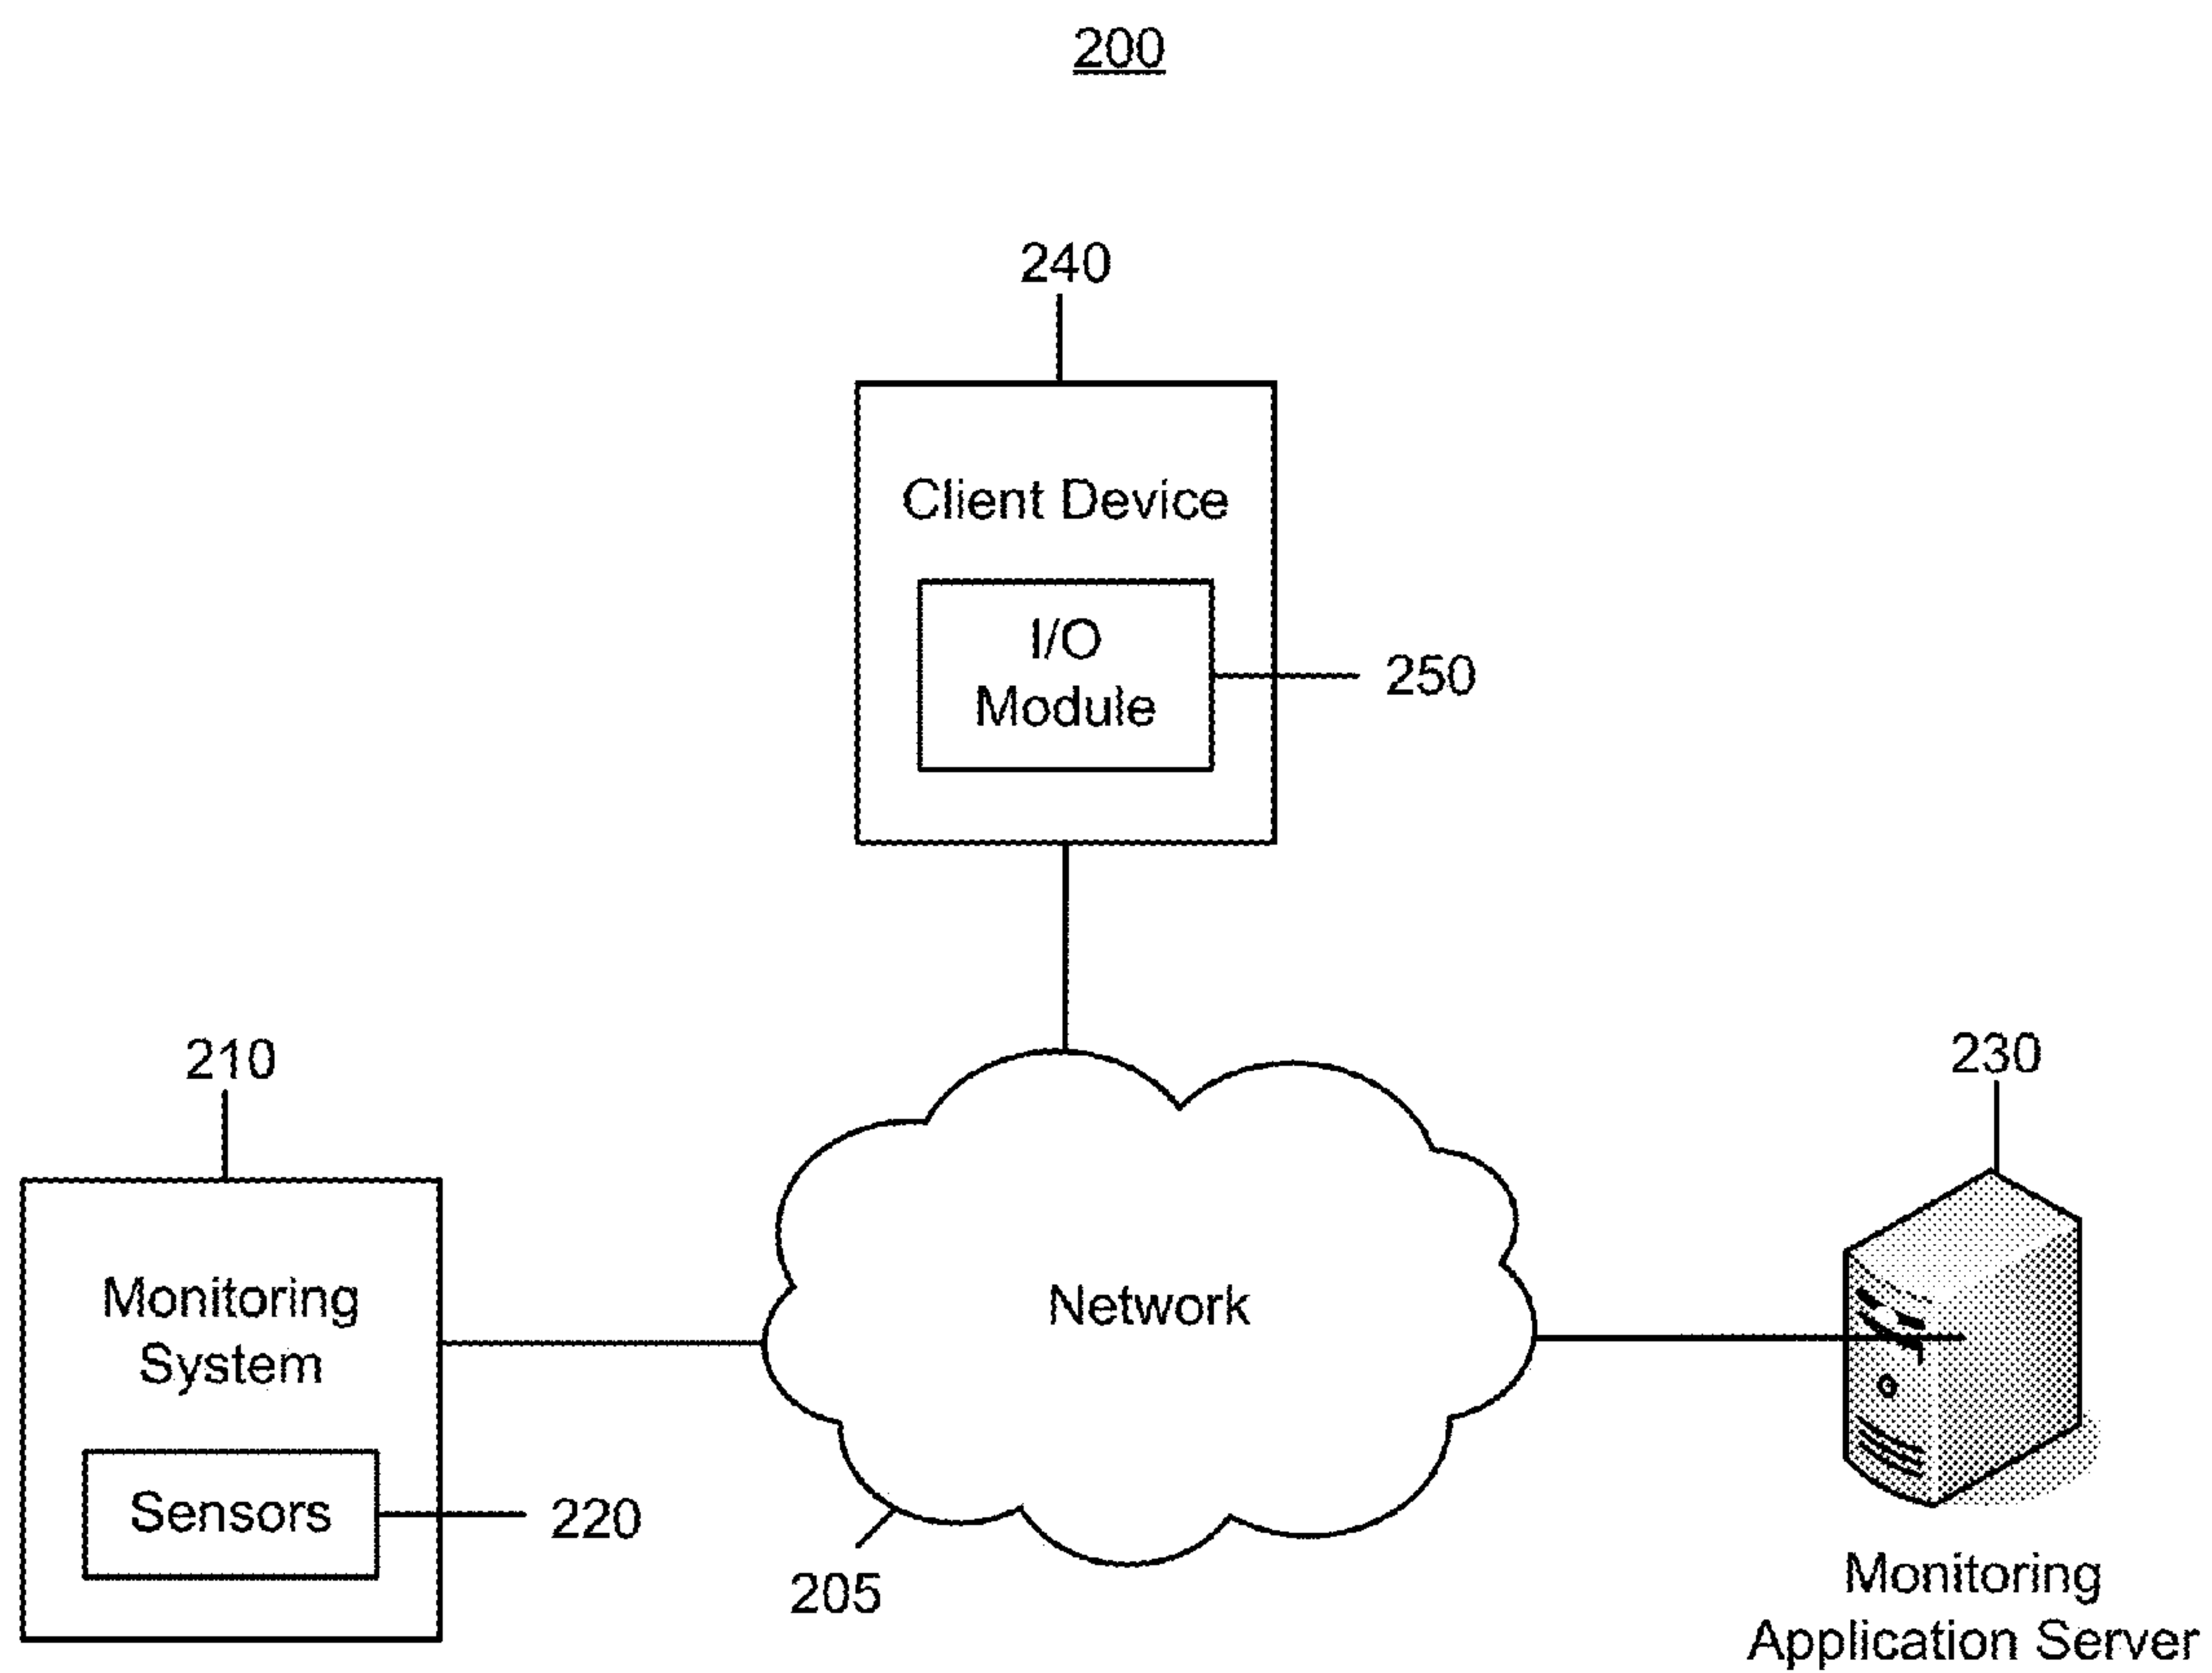 200
240
Client Device
I/O
Module
250
210
230
Monitoring
System
Network
Sensors
220
205
Monitoring
Application Server